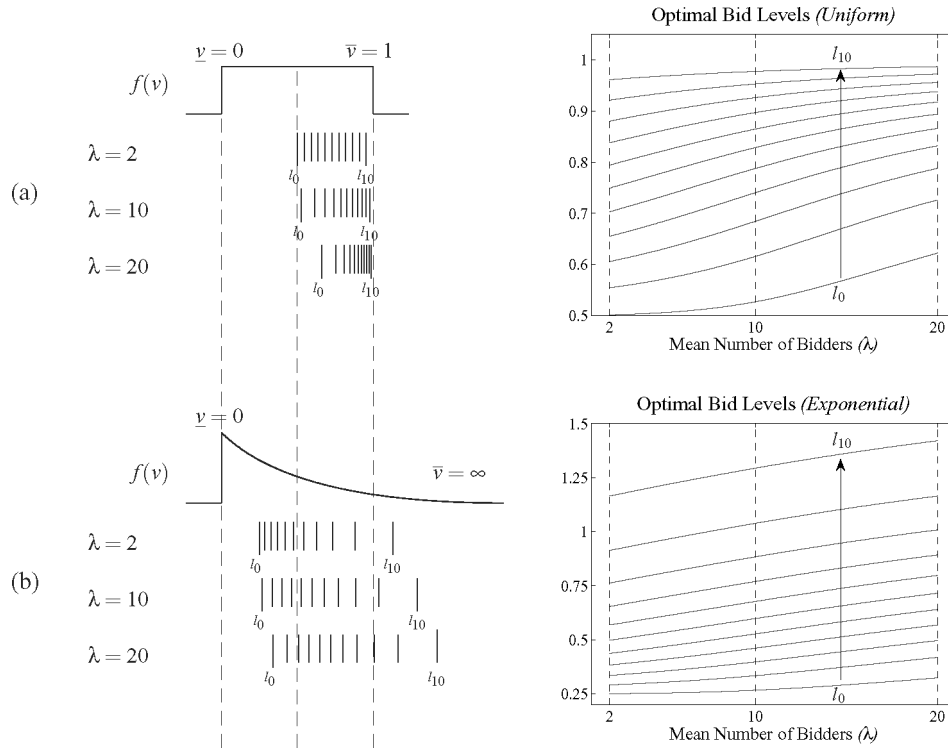 (a)
v = 0
v̅ = 1
f(v)
λ = 2
l0
l10
λ = 10
l0
l10
λ = 20
l0
l10
Optimal Bid Levels (Uniform)
1
0.9
0.8
0.7
0.6
0.5
l10
l0
2
10
20
Mean Number of Bidders (λ)
(b)
v = 0
v̅ = ∞
f(v)
λ = 2
l0
l10
λ = 10
l0
l10
λ = 20
l0
l10
Optimal Bid Levels (Exponential)
1.5
1.25
1
0.75
0.5
0.25
l10
l0
2
10
20
Mean Number of Bidders (λ)